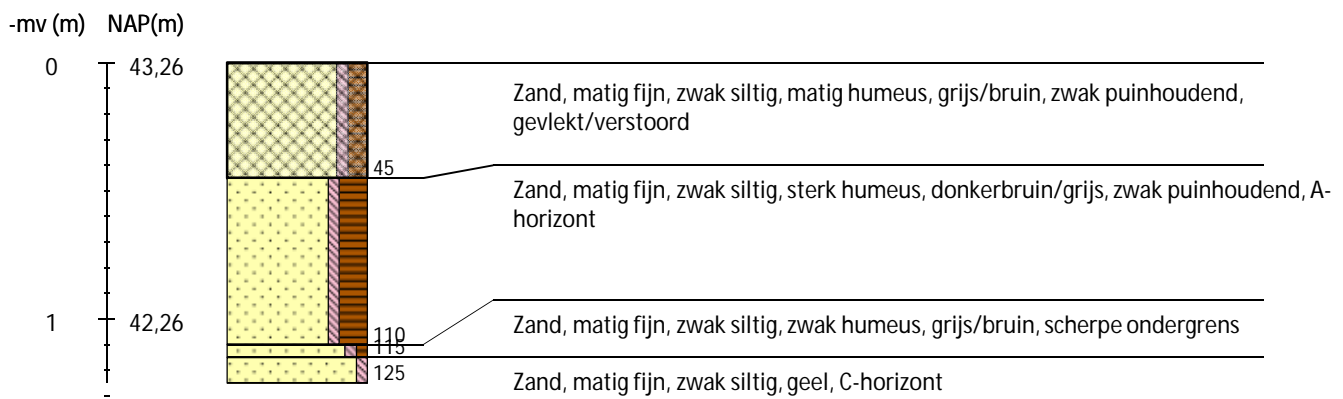 -mv (m) NAP(m)
0 43,26
Zand, matig fijn, zwak siltig, matig humeus, grijs/bruin, zwak puinhoudend,
gevlekt/verstoord
45
Zand, matig fijn, zwak siltig, sterk humeus, donkerbruin/grijs, zwak puinhoudend, A-
horizont
1 42,26
110
Zand, matig fijn, zwak siltig, zwak humeus, grijs/bruin, scherpe ondergrens
115
125
Zand, matig fijn, zwak siltig, geel, C-horizont